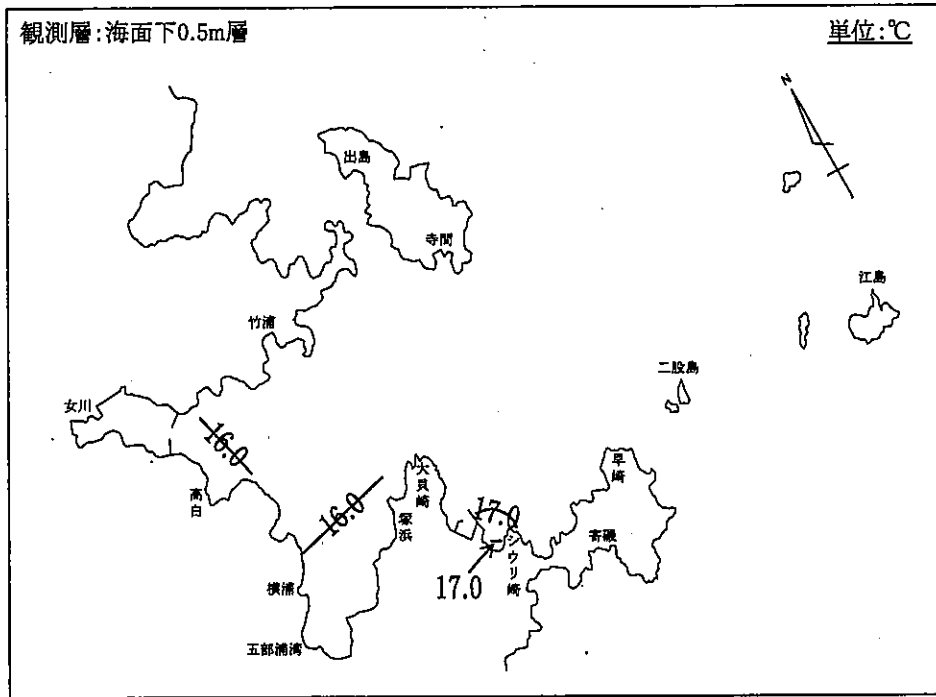 観測層:海面下0.5m層
単位:℃
N
出島
寺間
江島
竹浦
二股島
女川
16.0
高白
大貝崎
早崎
16.0
塚浜
17.0
寄磯
シウリ崎
17.0
横浦
五部浦湾